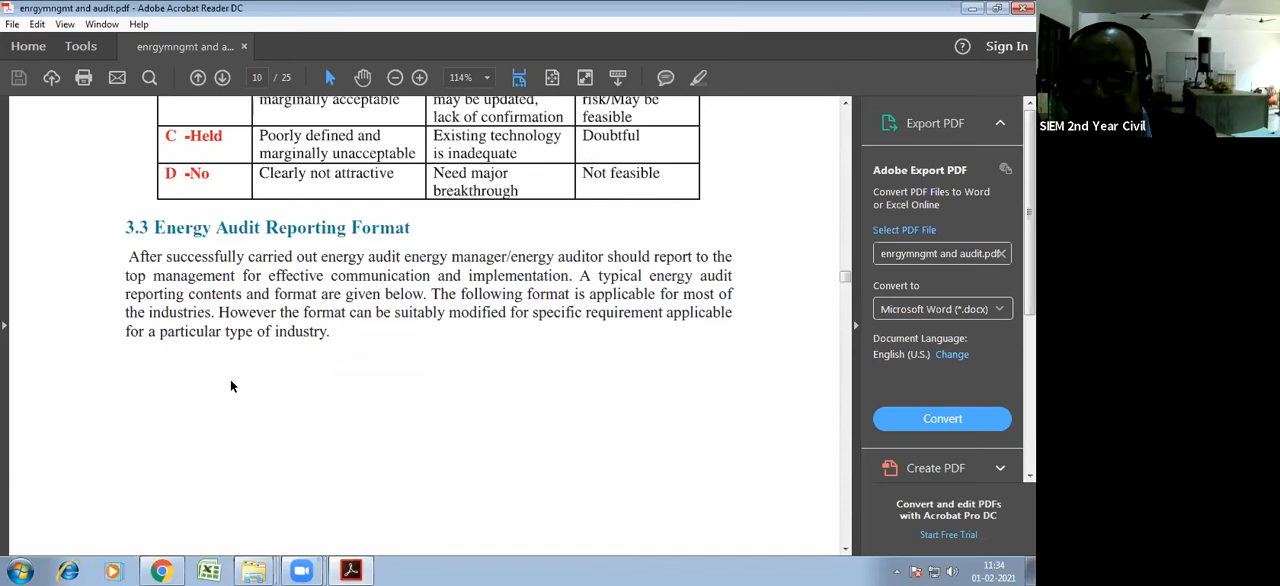 enrgymngmt and audit.pdf - Adobe Acrobat Reader DC
File Edit View Window Help
Home Tools enrgymngmt and a... × Sign In
10 / 25 114%
marginally acceptable may be updated, risk/May be
lack of confirmation feasible
C -Held Poorly defined and Existing technology Doubtful
marginally unacceptable is inadequate
D -No Clearly not attractive Need major Not feasible
breakthrough
3.3 Energy Audit Reporting Format
After successfully carried out energy audit energy manager/energy auditor should report to the
top management for effective communication and implementation. A typical energy audit
reporting contents and format are given below. The following format is applicable for most of
the industries. However the format can be suitably modified for specific requirement applicable
for a particular type of industry.
Export PDF
Adobe Export PDF
Convert PDF Files to Word
or Excel Online
Select PDF File
enrgymngmt and audit.pdf
Convert to
Microsoft Word (*.docx)
Document Language:
English (U.S.) Change
Convert
Create PDF
Convert and edit PDFs
with Acrobat Pro DC
Start Free Trial
SIEM 2nd Year Civil
11:34
01-02-2021